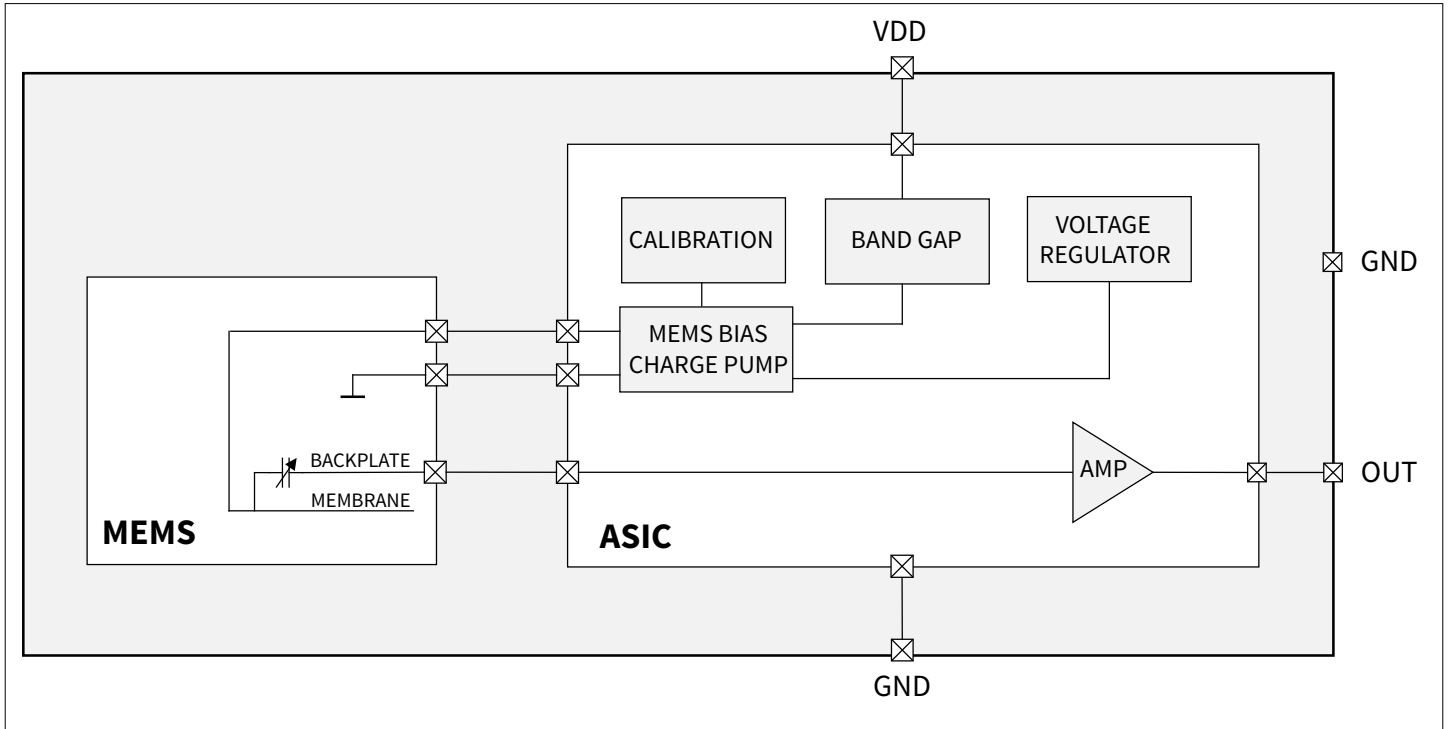 VDD
CALIBRATION
BAND GAP
VOLTAGE
REGULATOR
GND
MEMS BIAS
CHARGE PUMP
BACKPLATE
MEMBRANE
MEMS
AMP
OUT
ASIC
GND